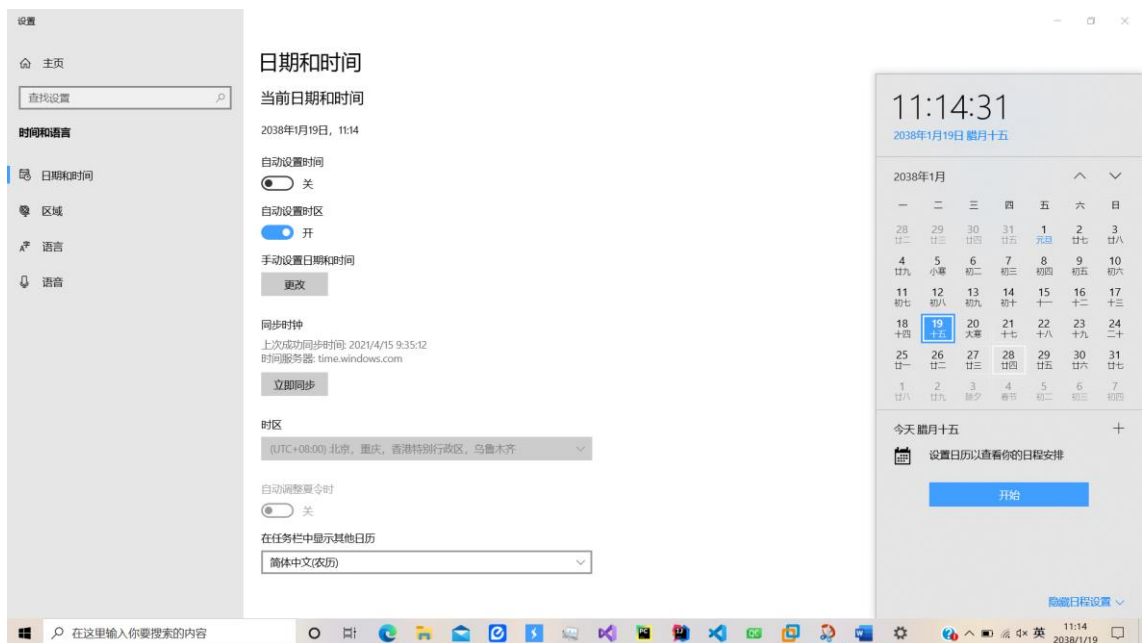 设置
主页
查找设置
时间和语言
日期和时间
区域
语言
语音
日期和时间
当前日期和时间
2038年1月19日，11:14
自动设置时间
关
自动设置时区
开
手动设置日期和时间
更改
同步时钟
上次成功同步时间: 2021/4/15 9:35:12
时间服务器: time.windows.com
立即同步
时区
(UTC+08:00) 北京，重庆，香港特别行政区，乌鲁木齐
自动调整夏令时
关
在任务栏中显示其他日历
简体中文(农历)
11:14:31
2038年1月19日 腊月十五
2038年1月
一 二 三 四 五 六 日
28 29 30 31 1 2 3
廿二 廿三 廿四 廿五 元旦 廿七 廿八
4 5 6 7 8 9 10
廿九 小寒 初二 初三 初四 初五 初六
11 12 13 14 15 16 17
初七 初八 初九 初十 十一 十二 十三
18 19 20 21 22 23 24
十四 十五 大寒 十七 十八 十九 二十
25 26 27 28 29 30 31
廿一 廿二 廿三 廿四 廿五 廿六 廿七
1 2 3 4 5 6 7
廿八 廿九 除夕 春节 初二 初三 初四
今天 腊月十五
设置日历以查看你的日程安排
开始
隐藏日程设置
在这里输入你要搜索的内容
英
11:14
2038/1/19